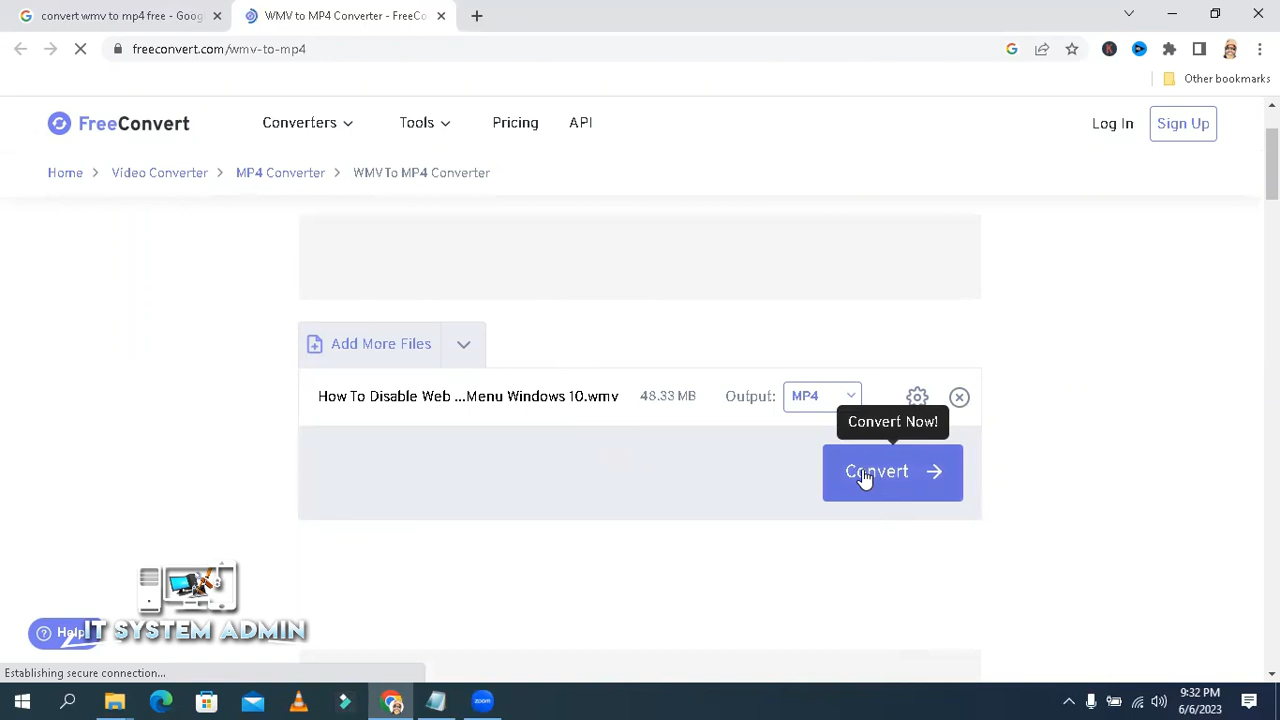 convert wmv to mp4 free - Goog
WMV to MP4 Converter - FreeCo
freeconvert.com/wmv-to-mp4
Other bookmarks
FreeConvert
Converters
Tools
Pricing
API
Log In
Sign Up
Home > Video Converter > MP4 Converter > WMV To MP4 Converter
Add More Files
How To Disable Web ...Menu Windows 10.wmv 48.33 MB Output: MP4
Convert Now!
Convert
Help
IT SYSTEM ADMIN
Establishing secure connection...
zoom
9:32 PM
6/6/2023